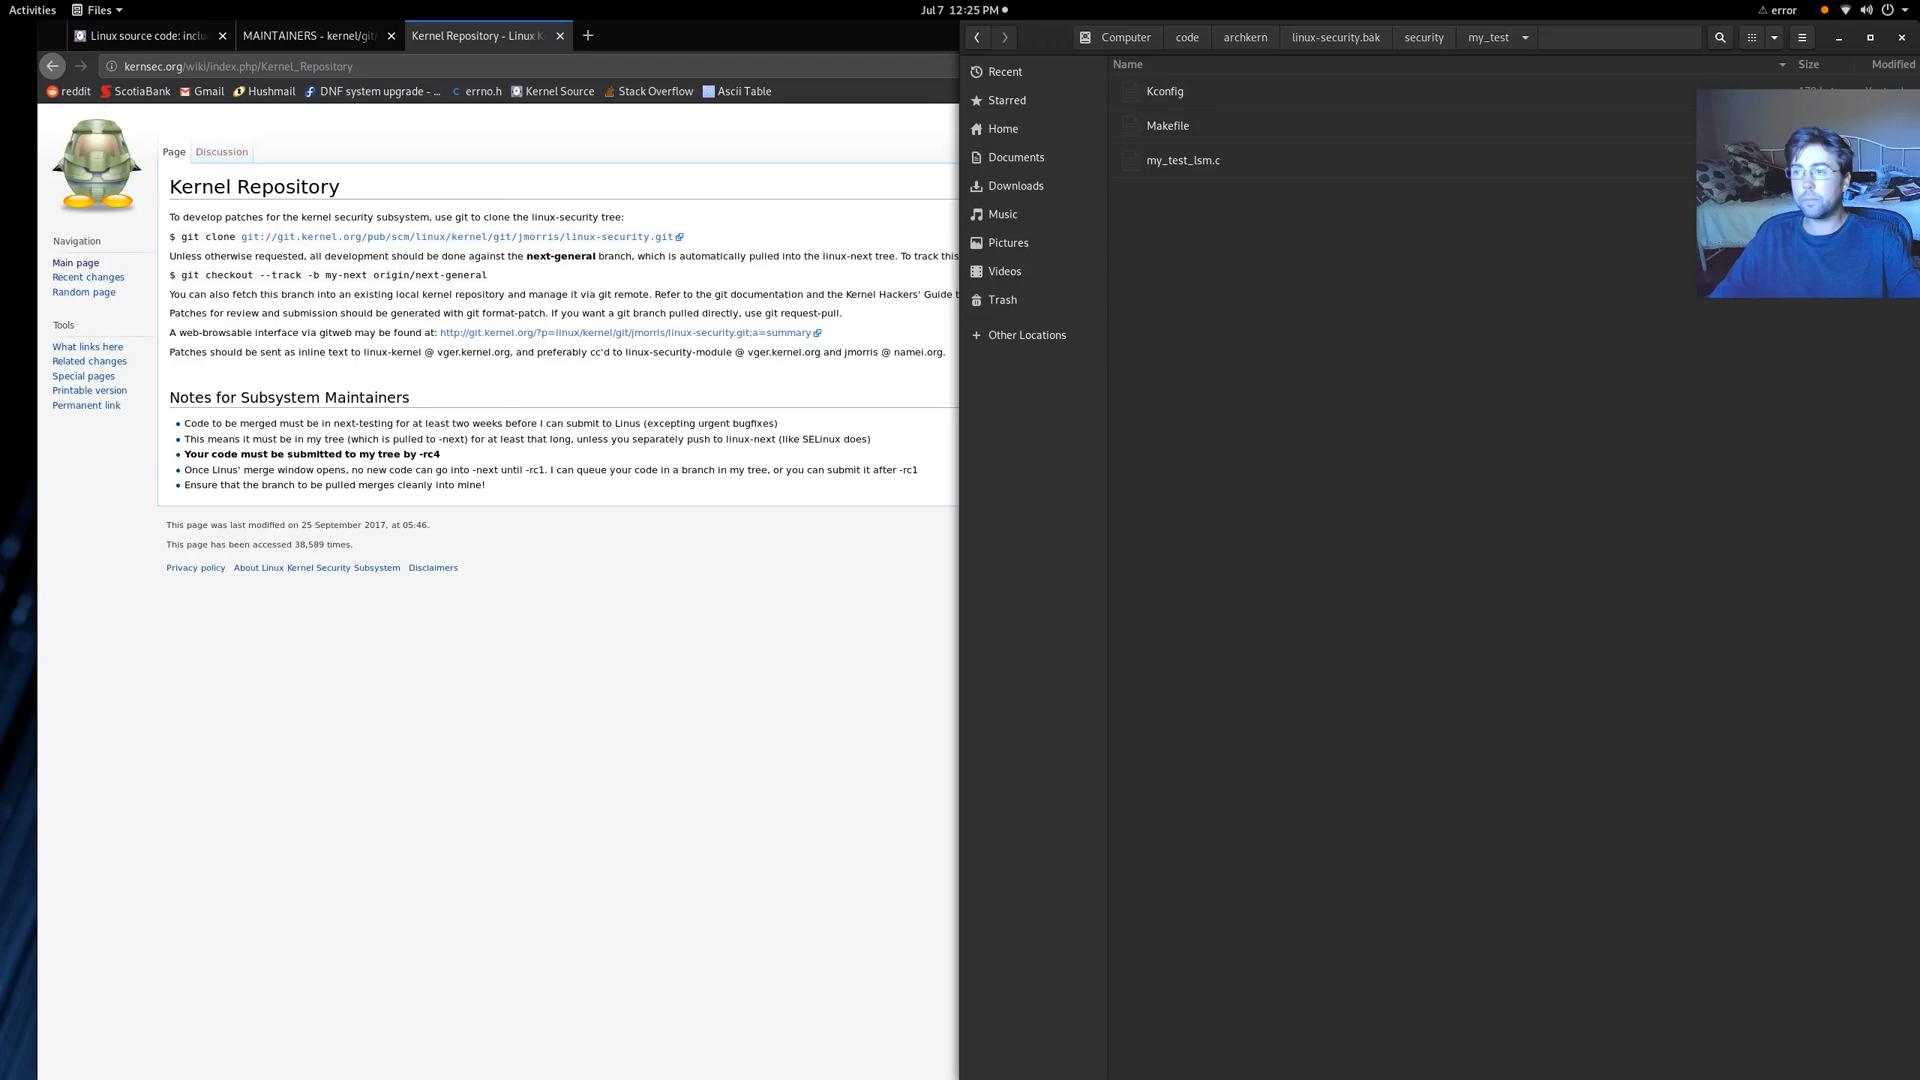 Activities
Files
Jul 7 12:25 PM
error
Linux source code: inclu
MAINTAINERS - kernel/git/
Kernel Repository - Linux K
kernsec.org/wiki/index.php/Kernel_Repository
reddit
ScotiaBank
Gmail
Hushmail
DNF system upgrade - ...
errno.h
Kernel Source
Stack Overflow
Ascii Table
Page
Discussion
Kernel Repository
To develop patches for the kernel security subsystem, use git to clone the linux-security tree:
$ git clone git://git.kernel.org/pub/scm/linux/kernel/git/jmorris/linux-security.git
Unless otherwise requested, all development should be done against the next-general branch, which is automatically pulled into the linux-next tree. To track this
$ git checkout --track -b my-next origin/next-general
You can also fetch this branch into an existing local kernel repository and manage it via git remote. Refer to the git documentation and the Kernel Hackers' Guide t
Patches for review and submission should be generated with git format-patch. If you want a git branch pulled directly, use git request-pull.
A web-browsable interface via gitweb may be found at: http://git.kernel.org/?p=linux/kernel/git/jmorris/linux-security.git;a=summary
Patches should be sent as inline text to linux-kernel @ vger.kernel.org, and preferably cc'd to linux-security-module @ vger.kernel.org and jmorris @ namei.org.
Notes for Subsystem Maintainers
Code to be merged must be in next-testing for at least two weeks before I can submit to Linus (excepting urgent bugfixes)
This means it must be in my tree (which is pulled to -next) for at least that long, unless you separately push to linux-next (like SELinux does)
Your code must be submitted to my tree by -rc4
Once Linus' merge window opens, no new code can go into -next until -rc1. I can queue your code in a branch in my tree, or you can submit it after -rc1
Ensure that the branch to be pulled merges cleanly into mine!
This page was last modified on 25 September 2017, at 05:46.
This page has been accessed 38,589 times.
Privacy policy
About Linux Kernel Security Subsystem
Disclaimers
Navigation
Main page
Recent changes
Random page
Tools
What links here
Related changes
Special pages
Printable version
Permanent link
Computer
code
archkern
linux-security.bak
security
my_test
Recent
Starred
Home
Documents
Downloads
Music
Pictures
Videos
Trash
Other Locations
Name
Size
Modified
Kconfig
Makefile
my_test_lsm.c